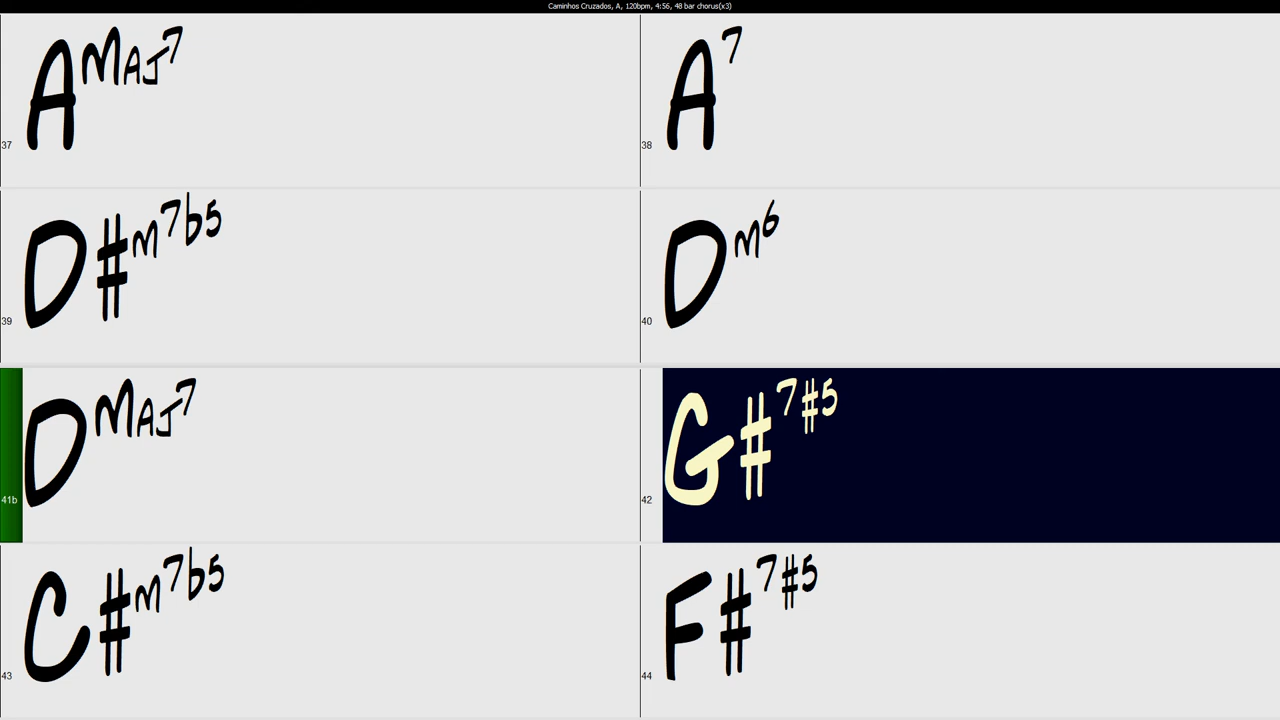 Caminhos Cruzados, A, 120bpm, 4:56, 48 bar chorus(x3)
37 AMAJ7 38 A7
39 D#m7b5 40 Dm6
41b DMAJ7 42 G#7#5
43 C#m7b5 44 F#7#5